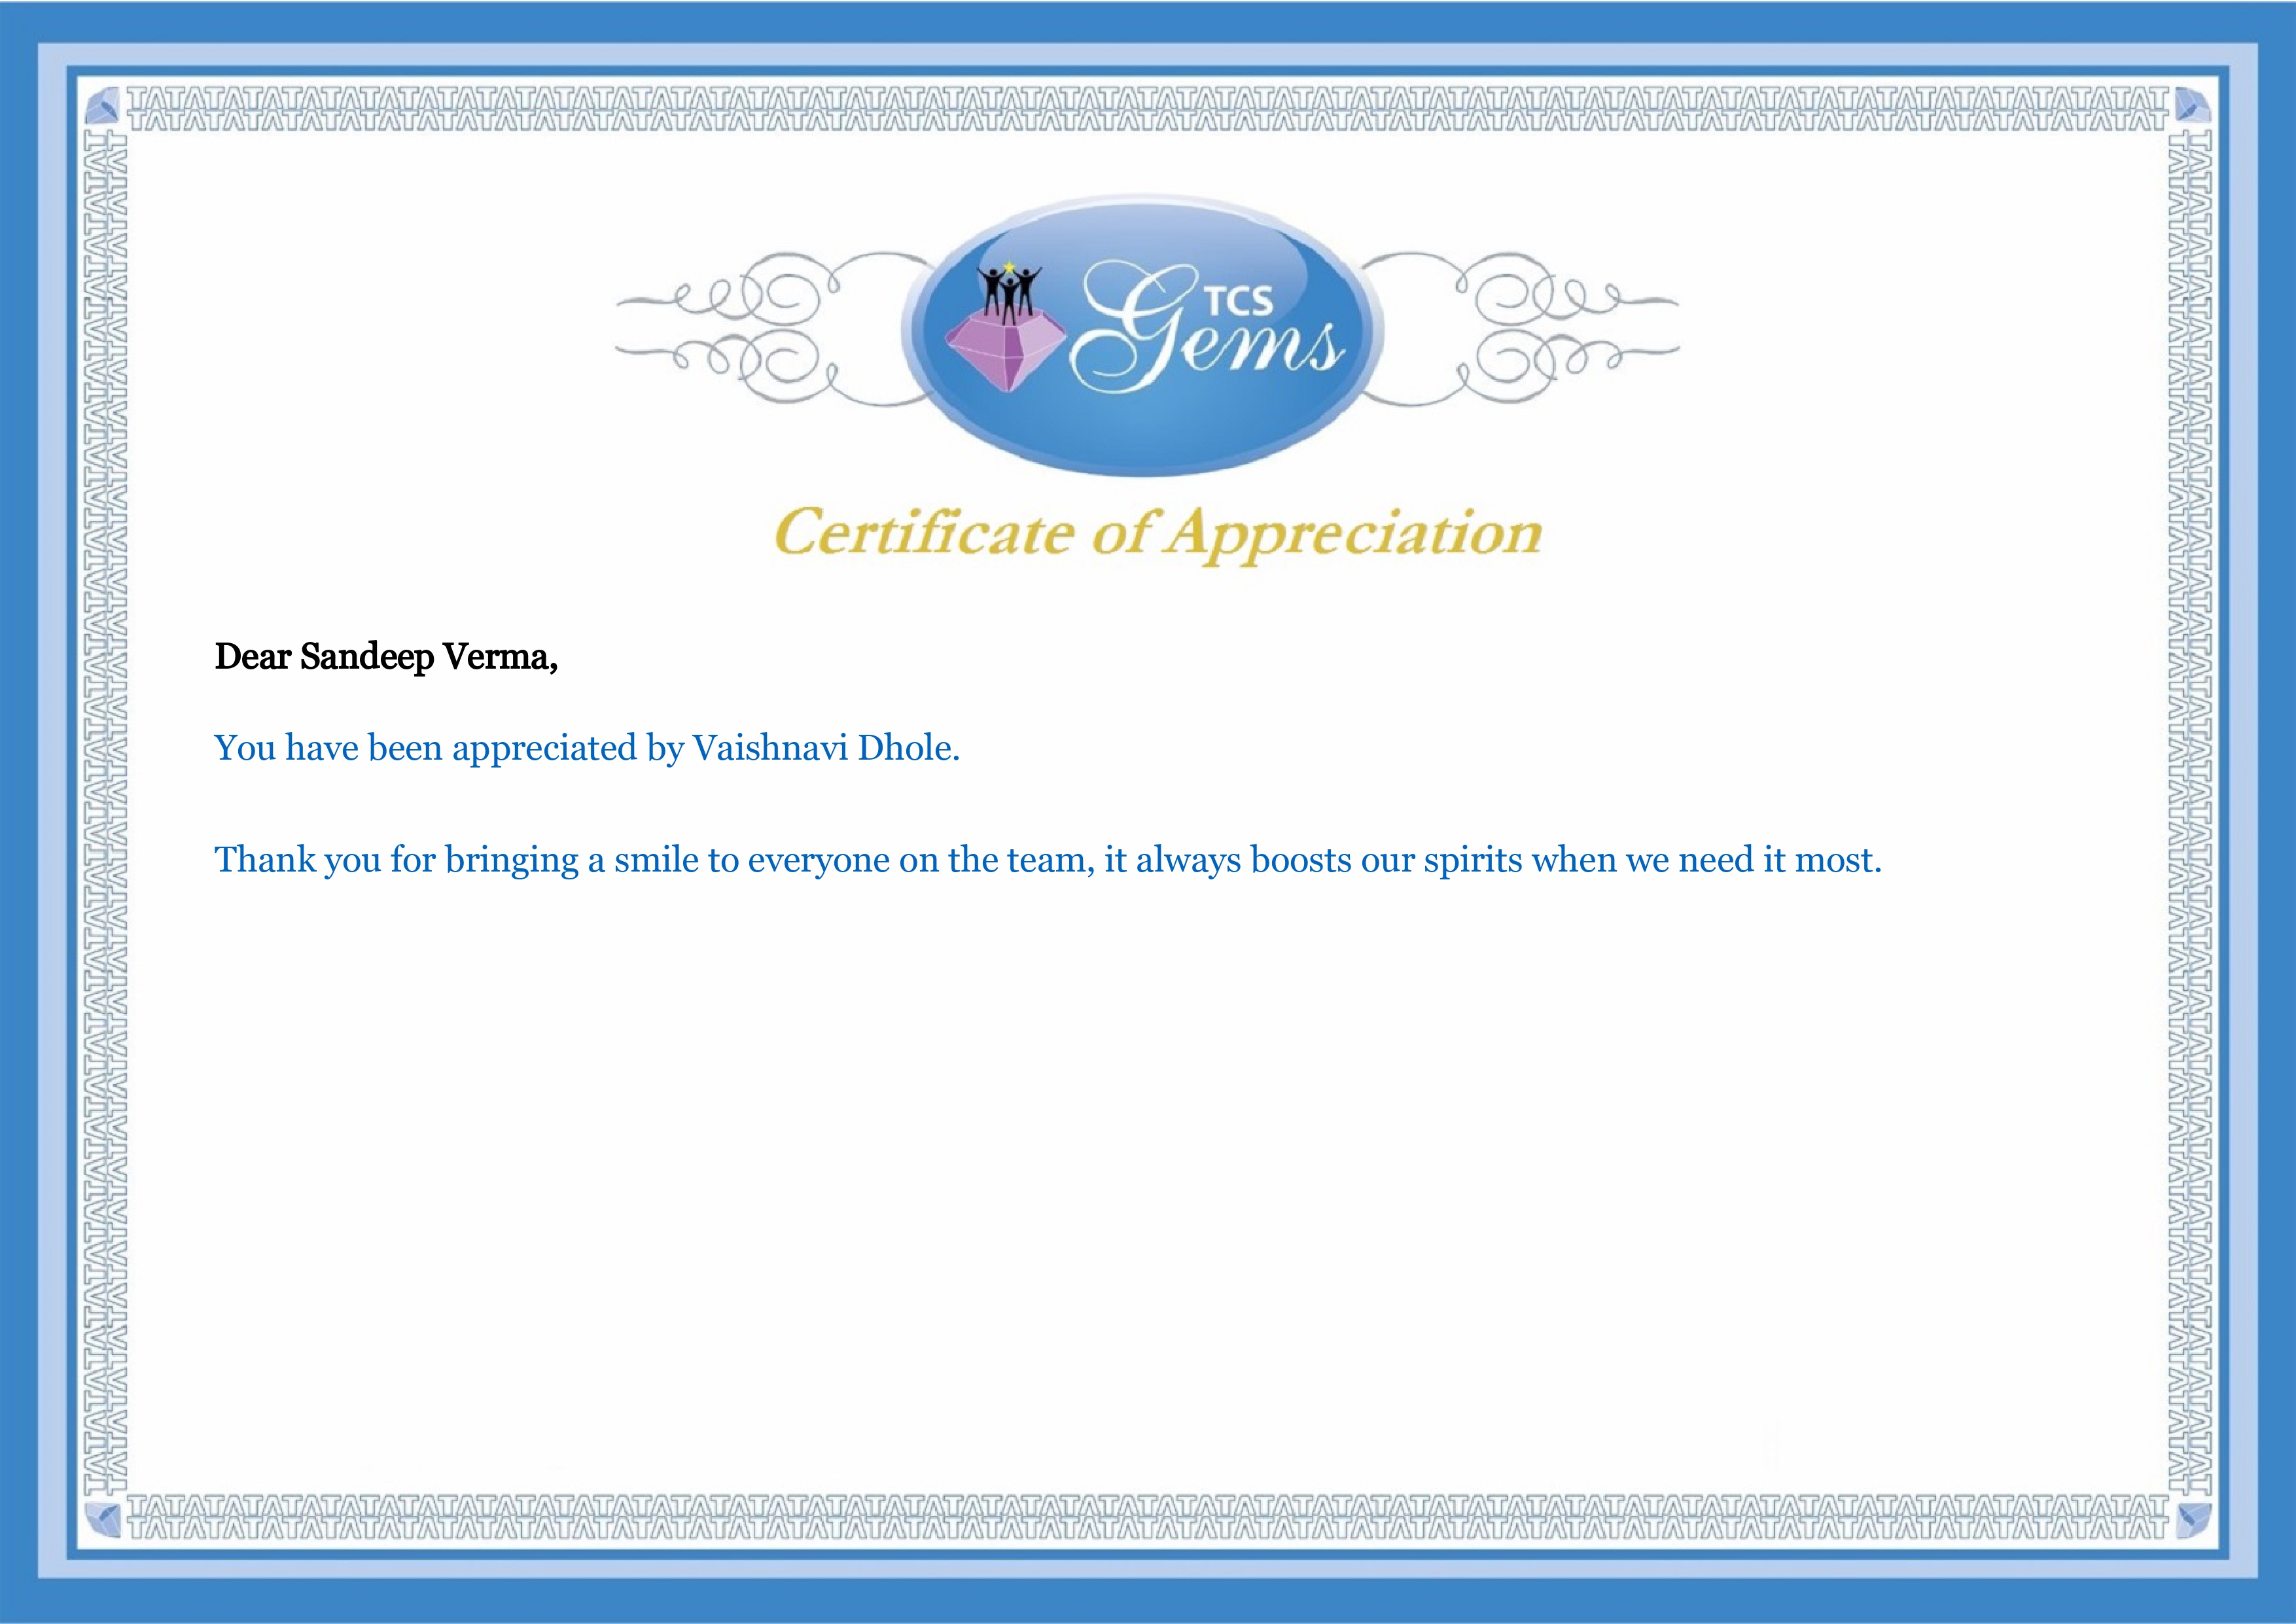 TATATATATATATATATATATATATATATATATATATATATATATATATATATATATATATATATATATATATATATATATATATATATATATATATATAT
TCS
Gems
Certificate of Appreciation
Dear Sandeep Verma,
You have been appreciated by Vaishnavi Dhole.
Thank you for bringing a smile to everyone on the team, it always boosts our spirits when we need it most.